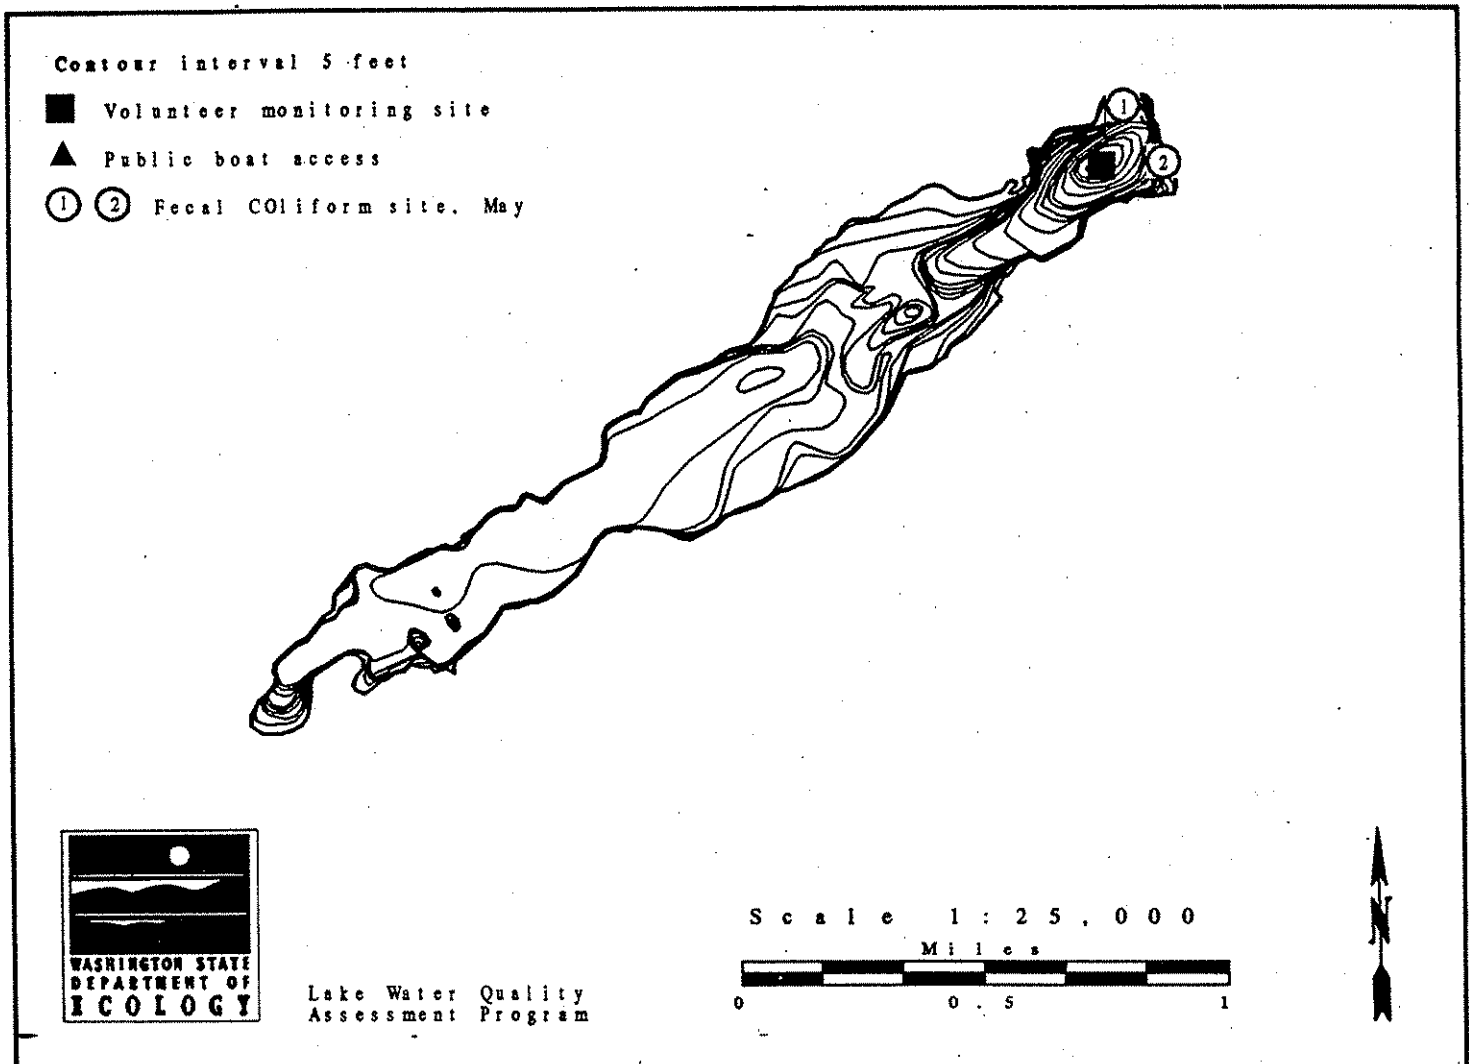 Contour interval 5 feet
Volunteer monitoring site
Public boat access
1 2 Fecal COliform site, May
1
2
WASHINGTON STATE
DEPARTMENT OF
ECOLOGY
Lake Water Quality
Assessment Program
Scale 1:25,000
Miles
0 0.5 1
N